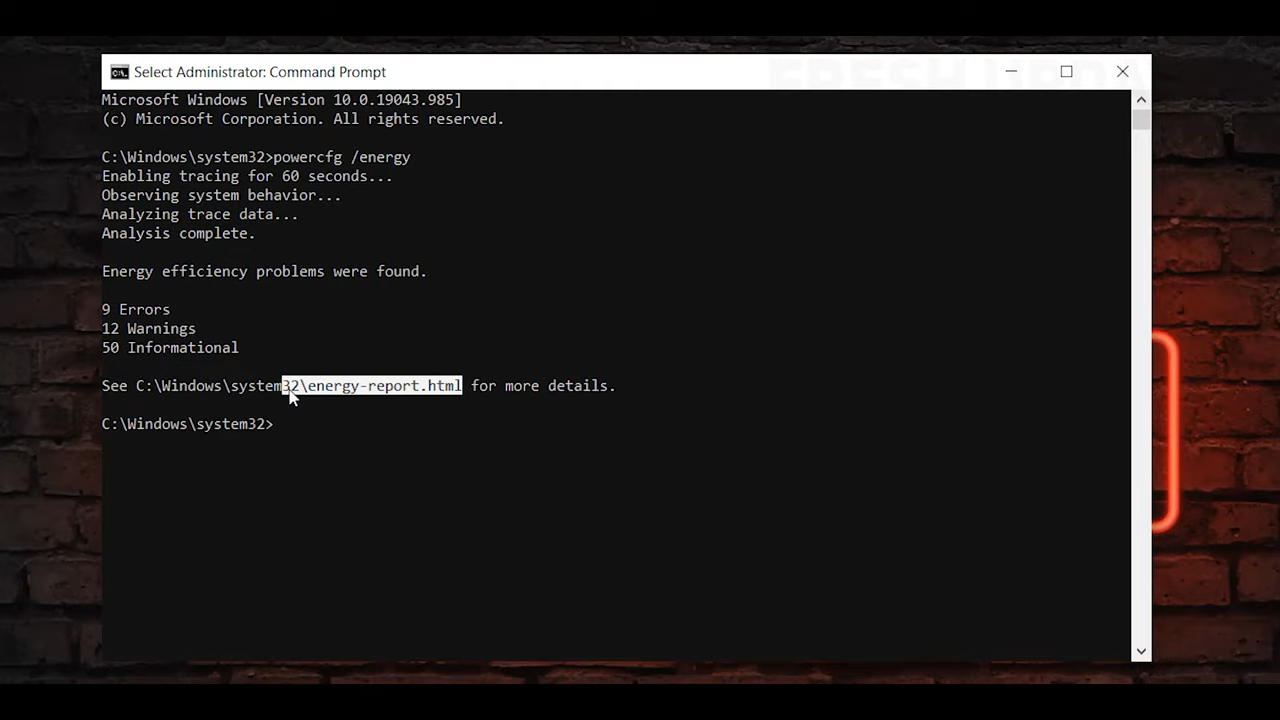 Select Administrator: Command Prompt
Microsoft Windows [Version 10.0.19043.985]
(c) Microsoft Corporation. All rights reserved.
C:\Windows\system32>powercfg /energy
Enabling tracing for 60 seconds...
Observing system behavior...
Analyzing trace data...
Analysis complete.
Energy efficiency problems were found.
9 Errors
12 Warnings
50 Informational
See C:\Windows\system32\energy-report.html for more details.
C:\Windows\system32>